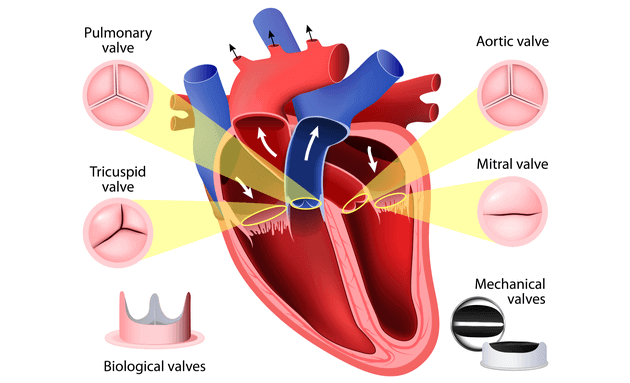 Pulmonary
valve
Aortic valve
Tricuspid
valve
Mitral valve
Biological valves
Mechanical
valves